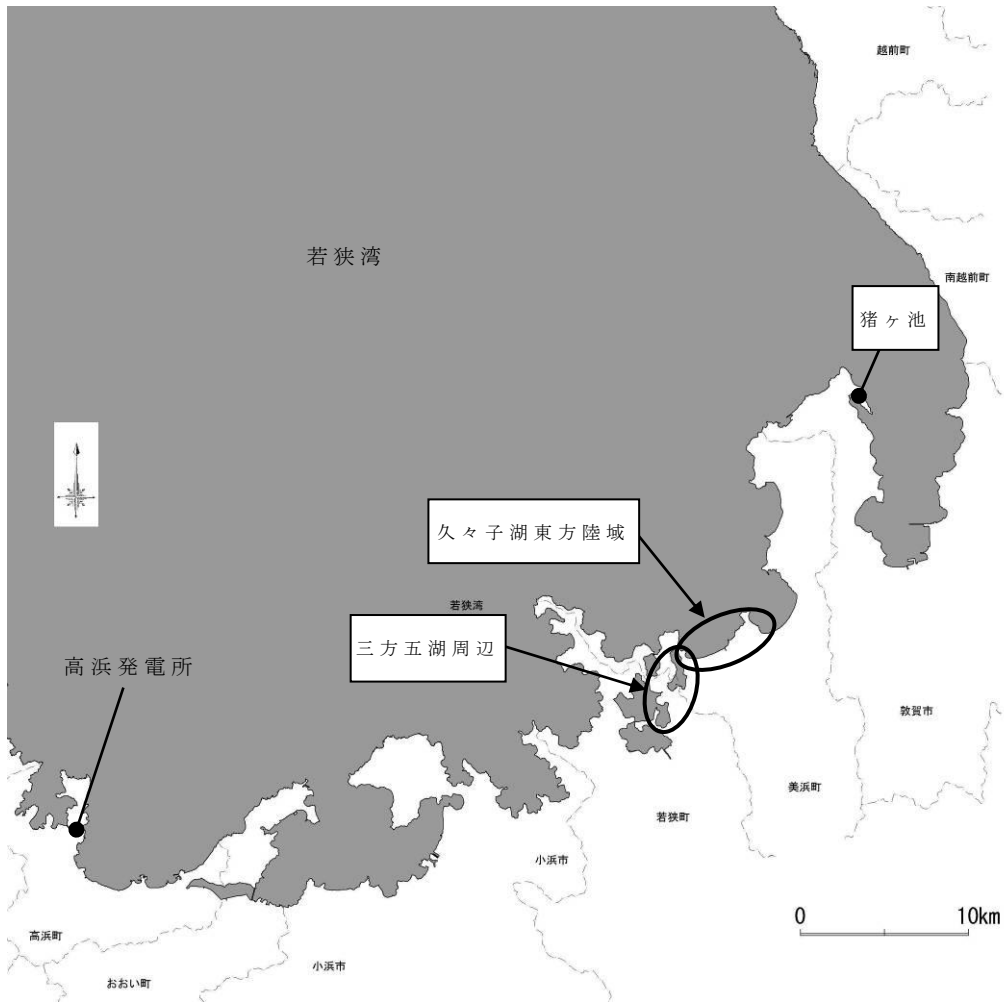 越前町
若狭湾
南越前町
猪ヶ池
久々子湖東方陸域
若狭湾
三方五湖周辺
高浜発電所
敦賀市
美浜町
若狭町
小浜市
0 10km
高浜町
おおい町
小浜市